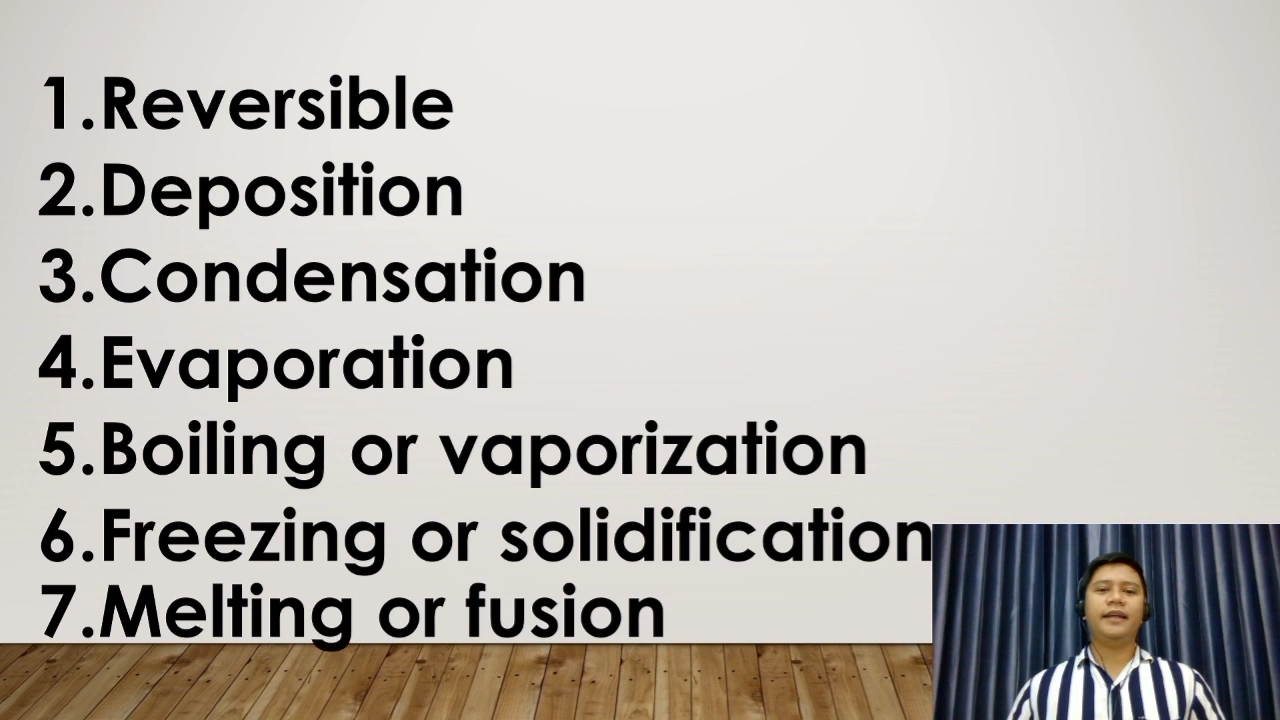 1.Reversible
2.Deposition
3.Condensation
4.Evaporation
5.Boiling or vaporization
6.Freezing or solidification
7.Melting or fusion